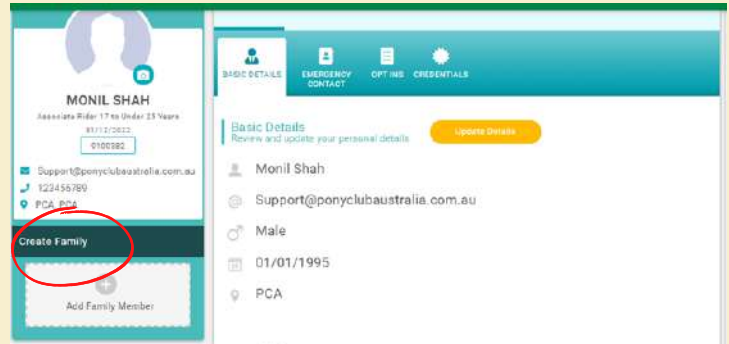 MONIL SHAH
Associate Rider 17 to Under 25 Years
01/12/2022
0100382
Support@ponyclubaustralia.com.au
123456789
PCA, PCA
Create Family
Add Family Member
BASIC DETAILS
EMERGENCY CONTACT
OPT INS
CREDENTIALS
Basic Details
Review and update your personal details
Update Details
Monil Shah
Support@ponyclubaustralia.com.au
Male
01/01/1995
PCA